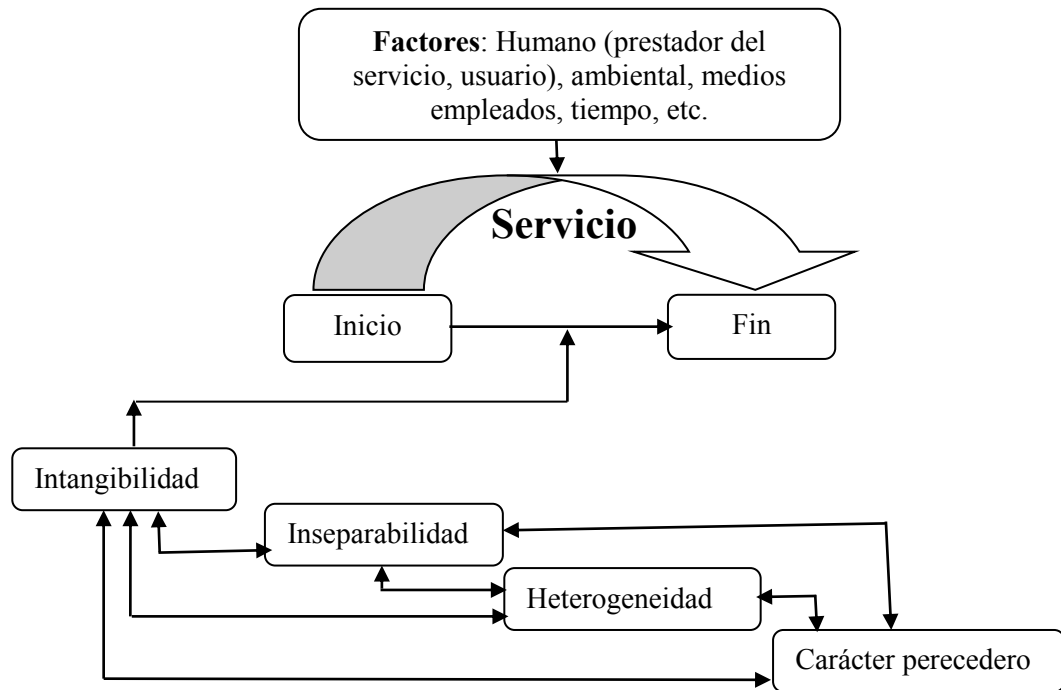 Factores: Humano (prestador del
servicio, usuario), ambiental, medios
empleados, tiempo, etc.
Servicio
Inicio
Fin
Intangibilidad
Inseparabilidad
Heterogeneidad
Carácter perecedero